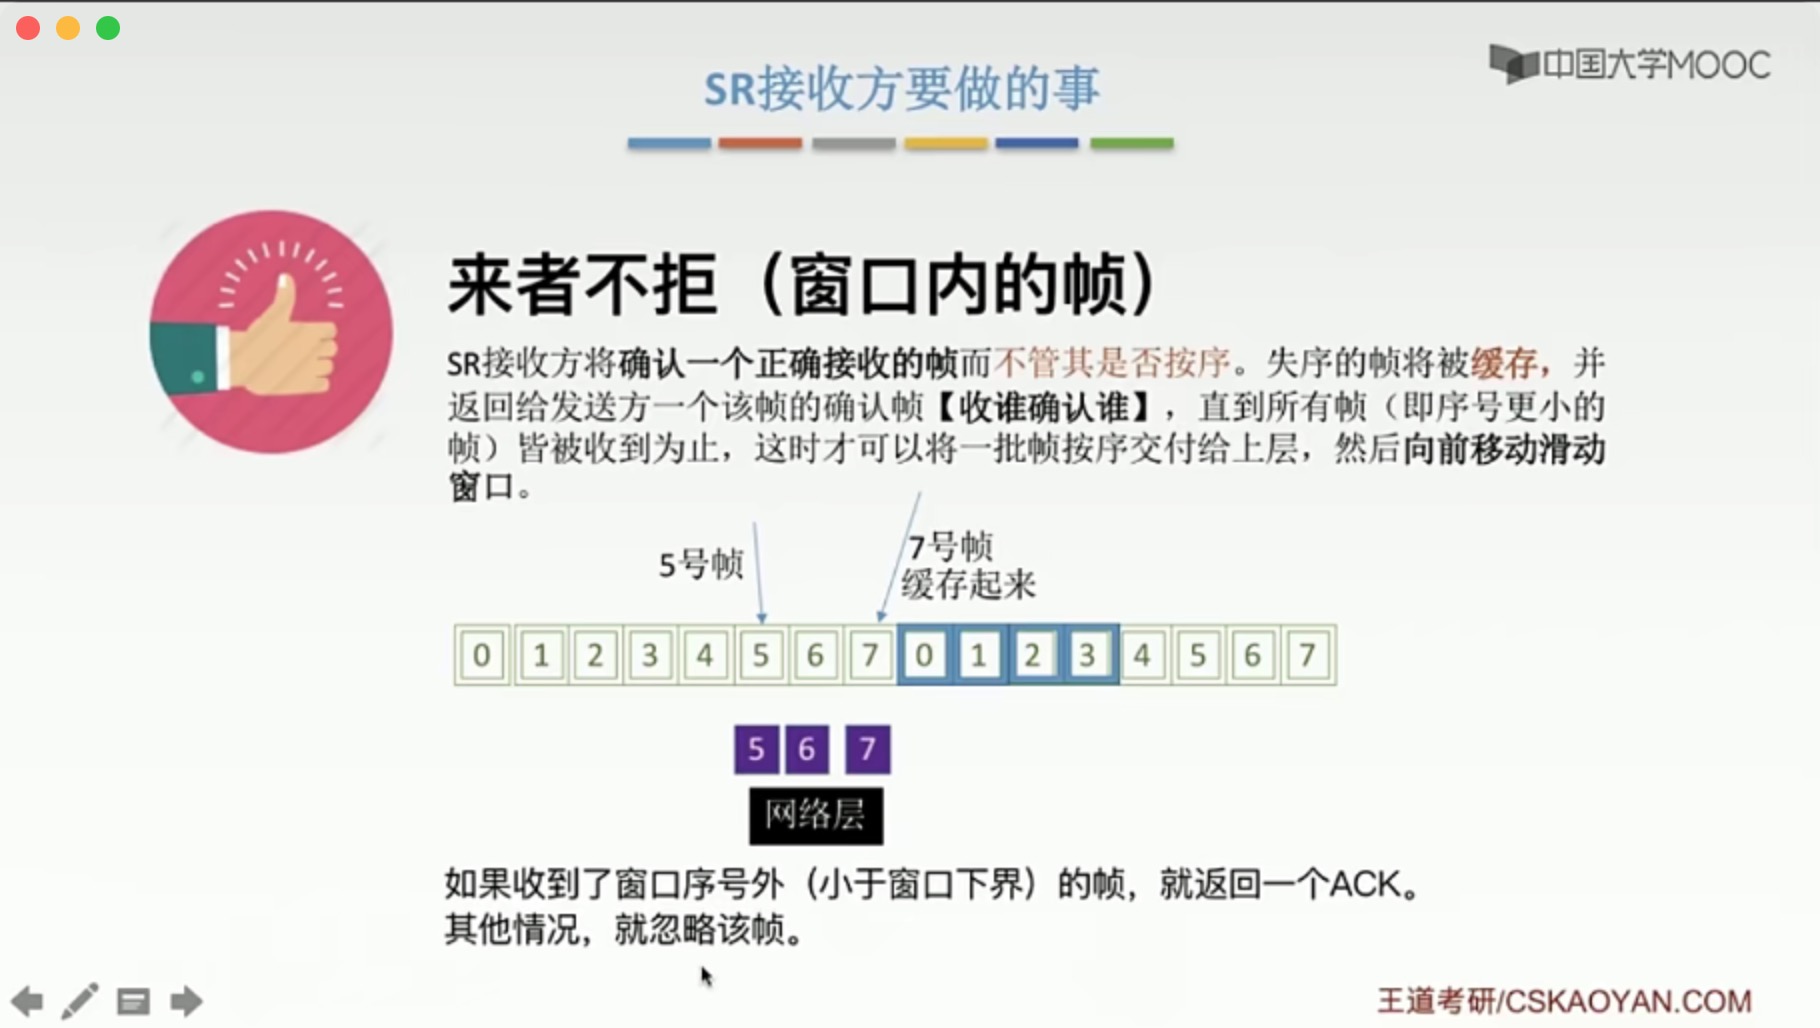 中国大学MOOC
SR接收方要做的事
来者不拒（窗口内的帧）
SR接收方将确认一个正确接收的帧而不管其是否按序。失序的帧将被缓存，并
返回给发送方一个该帧的确认帧【收谁确认谁】，直到所有帧（即序号更小的
帧）皆被收到为止，这时才可以将一批帧按序交付给上层，然后向前移动滑动
窗口。
5号帧
7号帧
缓存起来
0 1 2 3 4 5 6 7 0 1 2 3 4 5 6 7
5 6 7
网络层
如果收到了窗口序号外（小于窗口下界）的帧，就返回一个ACK。
其他情况，就忽略该帧。
王道考研/CSKAOYAN.COM